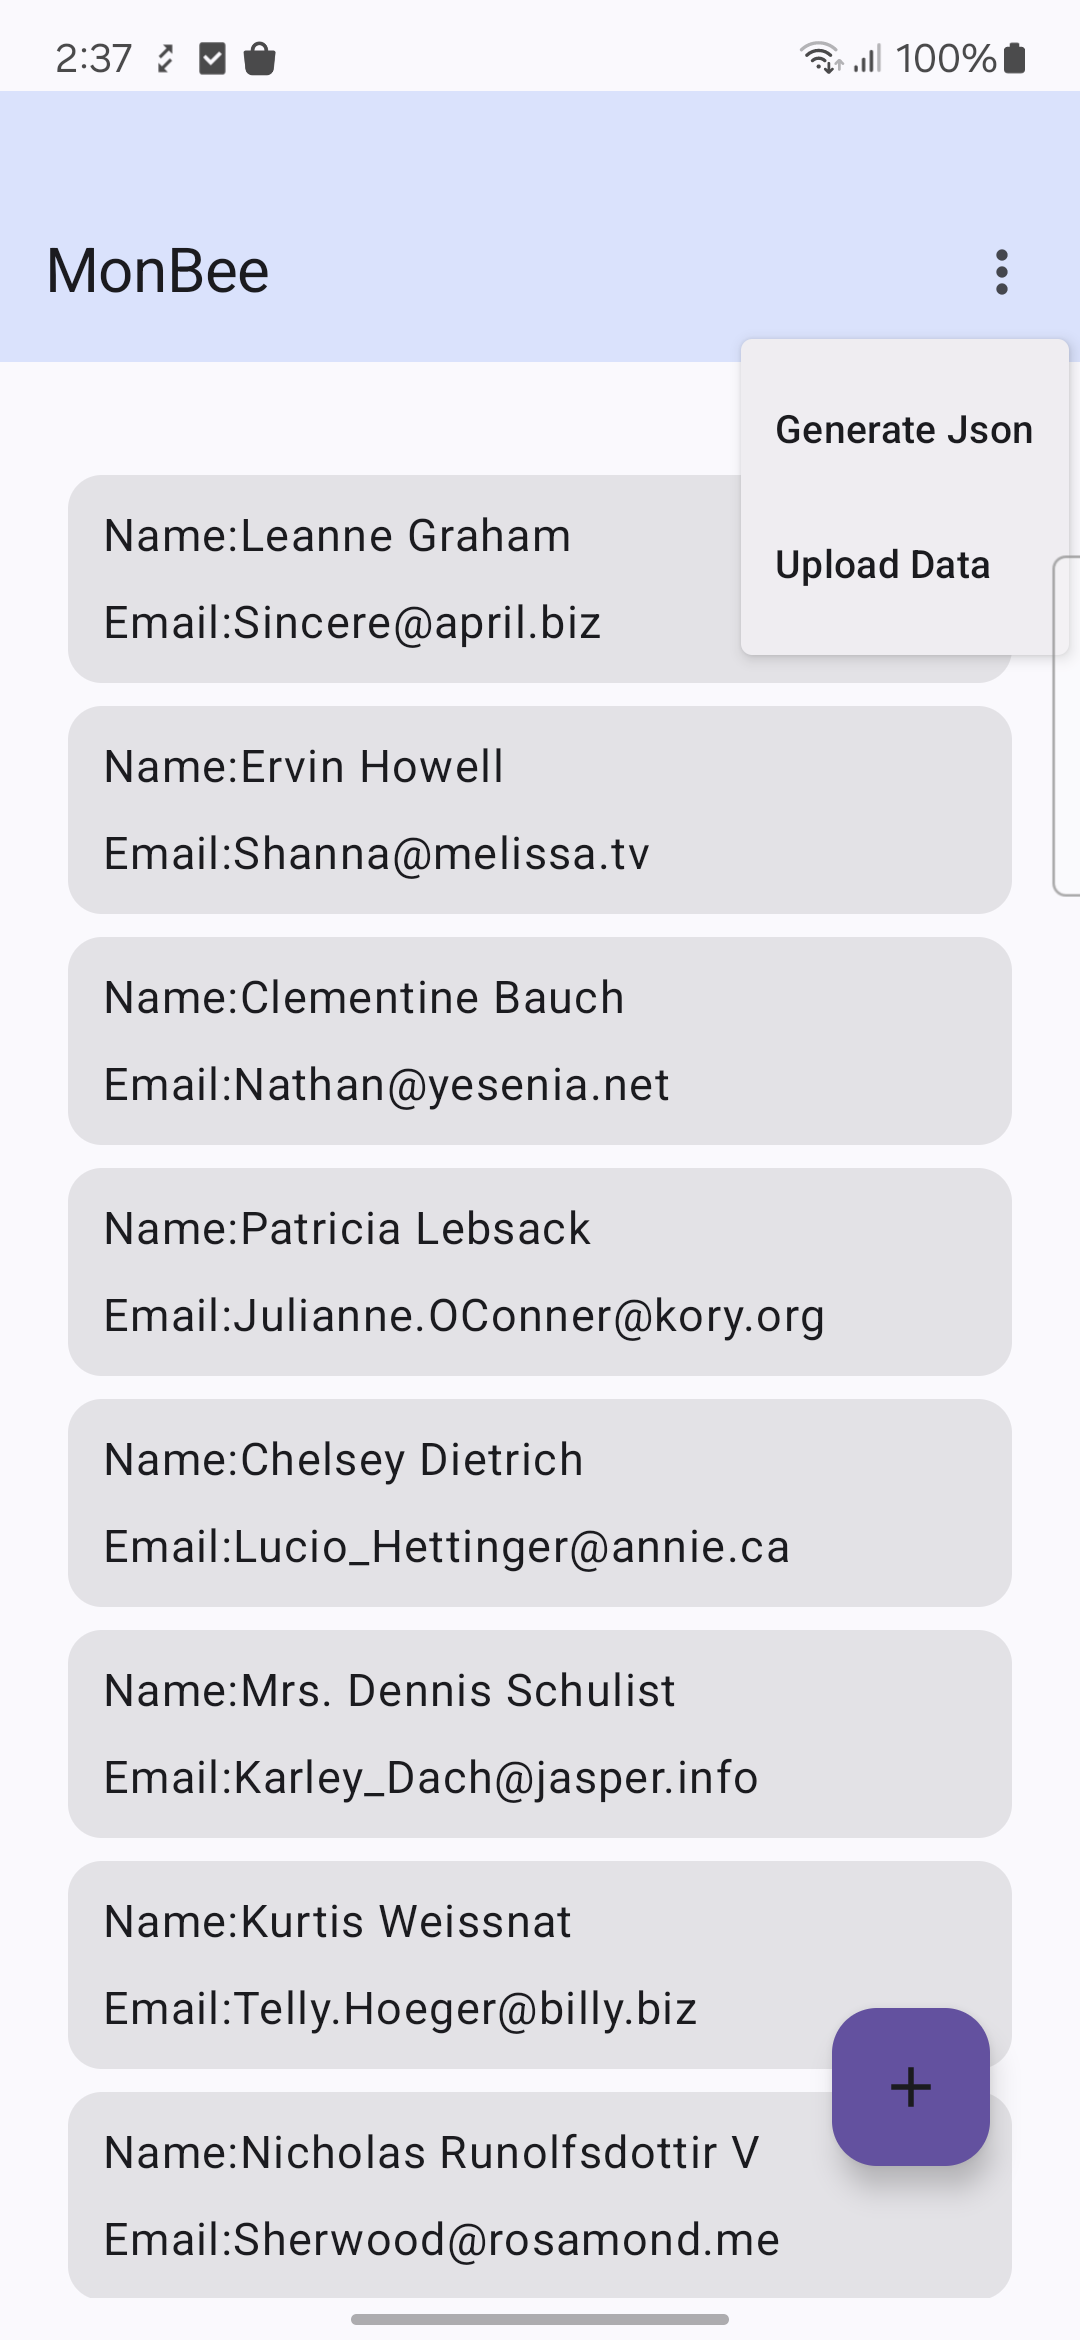 2:37
100%
MonBee
Generate Json
Upload Data
Name:Leanne Graham
Email:Sincere@april.biz
Name:Ervin Howell
Email:Shanna@melissa.tv
Name:Clementine Bauch
Email:Nathan@yesenia.net
Name:Patricia Lebsack
Email:Julianne.OConner@kory.org
Name:Chelsey Dietrich
Email:Lucio_Hettinger@annie.ca
Name:Mrs. Dennis Schulist
Email:Karley_Dach@jasper.info
Name:Kurtis Weissnat
Email:Telly.Hoeger@billy.biz
Name:Nicholas Runolfsdottir V
Email:Sherwood@rosamond.me